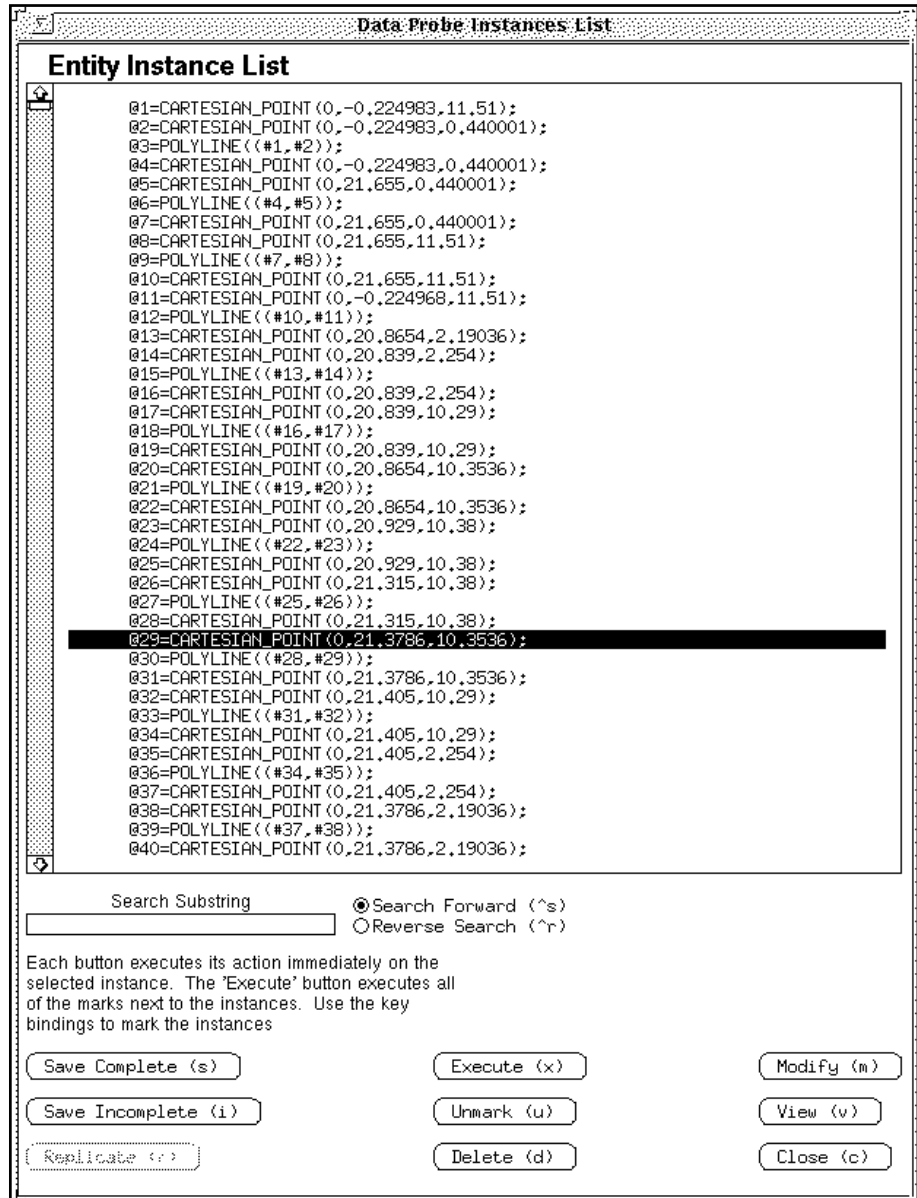 Data Probe Instances List
Entity Instance List
@1=CARTESIAN_POINT(0,-0.224983,11.51);
@2=CARTESIAN_POINT(0,-0.224983,0.440001);
@3=POLYLINE((#1,#2));
@4=CARTESIAN_POINT(0,-0.224983,0.440001);
@5=CARTESIAN_POINT(0,21.655,0.440001);
@6=POLYLINE((#4,#5));
@7=CARTESIAN_POINT(0,21.655,0.440001);
@8=CARTESIAN_POINT(0,21.655,11.51);
@9=POLYLINE((#7,#8));
@10=CARTESIAN_POINT(0,21.655,11.51);
@11=CARTESIAN_POINT(0,-0.224968,11.51);
@12=POLYLINE((#10,#11));
@13=CARTESIAN_POINT(0,20.8654,2.19036);
@14=CARTESIAN_POINT(0,20.839,2.254);
@15=POLYLINE((#13,#14));
@16=CARTESIAN_POINT(0,20.839,2.254);
@17=CARTESIAN_POINT(0,20.839,10.29);
@18=POLYLINE((#16,#17));
@19=CARTESIAN_POINT(0,20.839,10.29);
@20=CARTESIAN_POINT(0,20.8654,10.3536);
@21=POLYLINE((#19,#20));
@22=CARTESIAN_POINT(0,20.8654,10.3536);
@23=CARTESIAN_POINT(0,20.929,10.38);
@24=POLYLINE((#22,#23));
@25=CARTESIAN_POINT(0,20.929,10.38);
@26=CARTESIAN_POINT(0,21.315,10.38);
@27=POLYLINE((#25,#26));
@28=CARTESIAN_POINT(0,21.315,10.38);
@29=CARTESIAN_POINT(0,21.3786,10.3536);
@30=POLYLINE((#28,#29));
@31=CARTESIAN_POINT(0,21.3786,10.3536);
@32=CARTESIAN_POINT(0,21.405,10.29);
@33=POLYLINE((#31,#32));
@34=CARTESIAN_POINT(0,21.405,10.29);
@35=CARTESIAN_POINT(0,21.405,2.254);
@36=POLYLINE((#34,#35));
@37=CARTESIAN_POINT(0,21.405,2.254);
@38=CARTESIAN_POINT(0,21.3786,2.19036);
@39=POLYLINE((#37,#38));
@40=CARTESIAN_POINT(0,21.3786,2.19036);
Search Substring
Search Forward (^s)
Reverse Search (^r)
Each button executes its action immediately on the
selected instance. The 'Execute' button executes all
of the marks next to the instances. Use the key
bindings to mark the instances
Save Complete (s) Execute (x) Modify (m)
Save Incomplete (i) Unmark (u) View (v)
Replicate (r) Delete (d) Close (c)